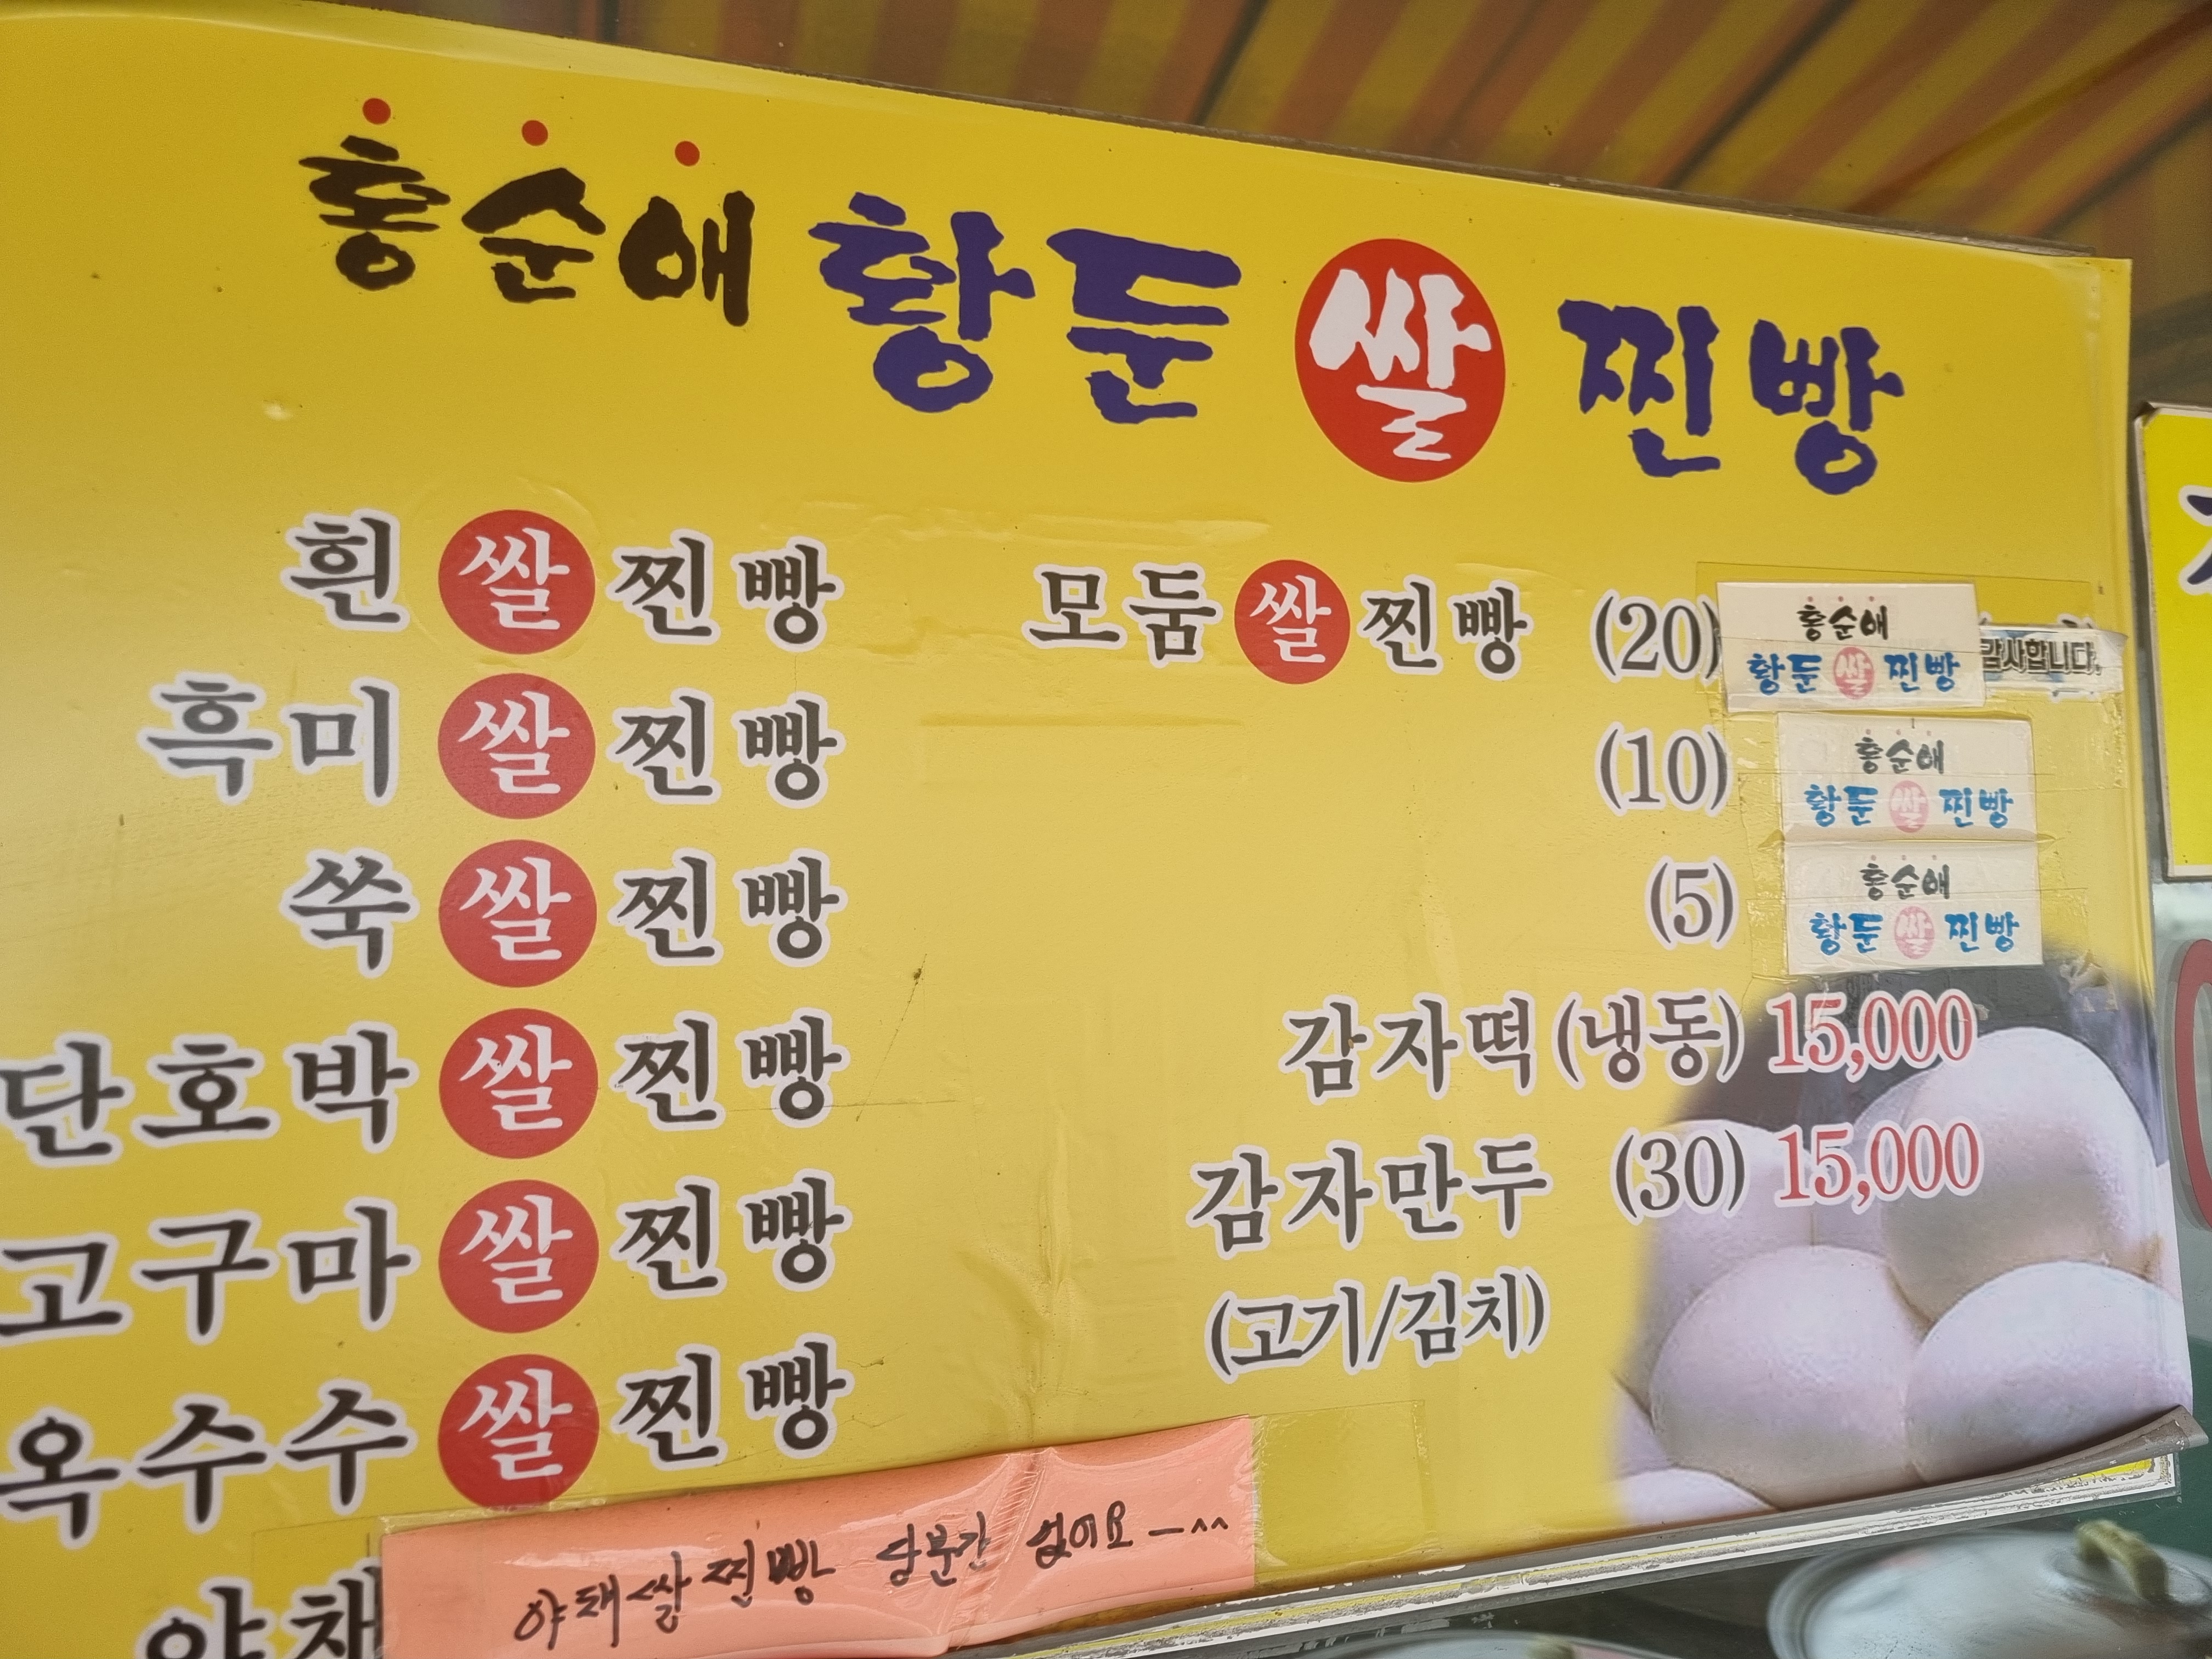 홍순애 황둔 쌀 찐빵
흰 쌀 찐빵
흑미 쌀 찐빵
쑥 쌀 찐빵
단호박 쌀 찐빵
고구마 쌀 찐빵
옥수수 쌀 찐빵
야채
야채쌀찐빵 당분간 없어요 ㅡ^^
모둠 쌀 찐빵 (20)
홍순애
황둔 쌀 찐빵
감사합니다.
(10)
홍순애
황둔 쌀 찐빵
(5)
홍순애
황둔 쌀 찐빵
감자떡 (냉동) 15,000
감자만두 (30) 15,000
(고기/김치)